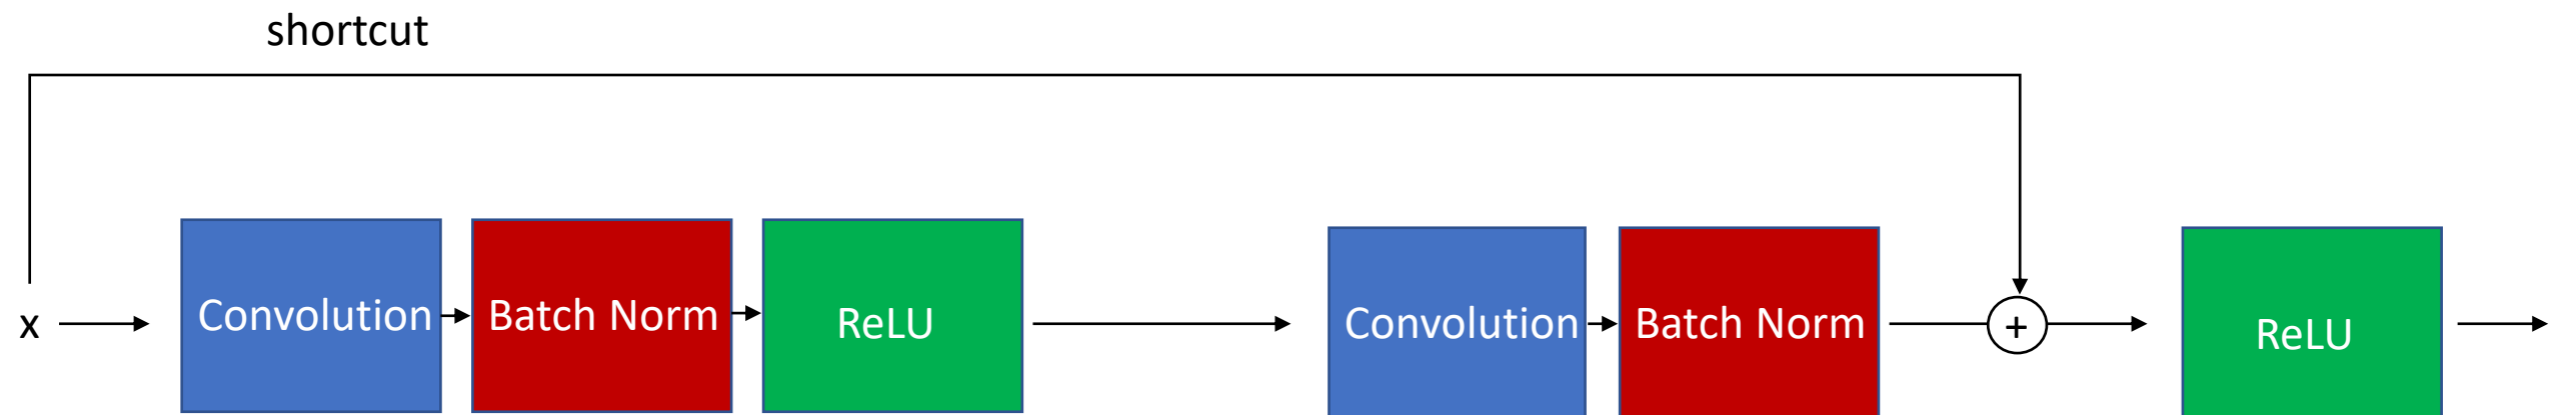 shortcut
x
Convolution
Batch Norm
ReLU
Convolution
Batch Norm
+
ReLU